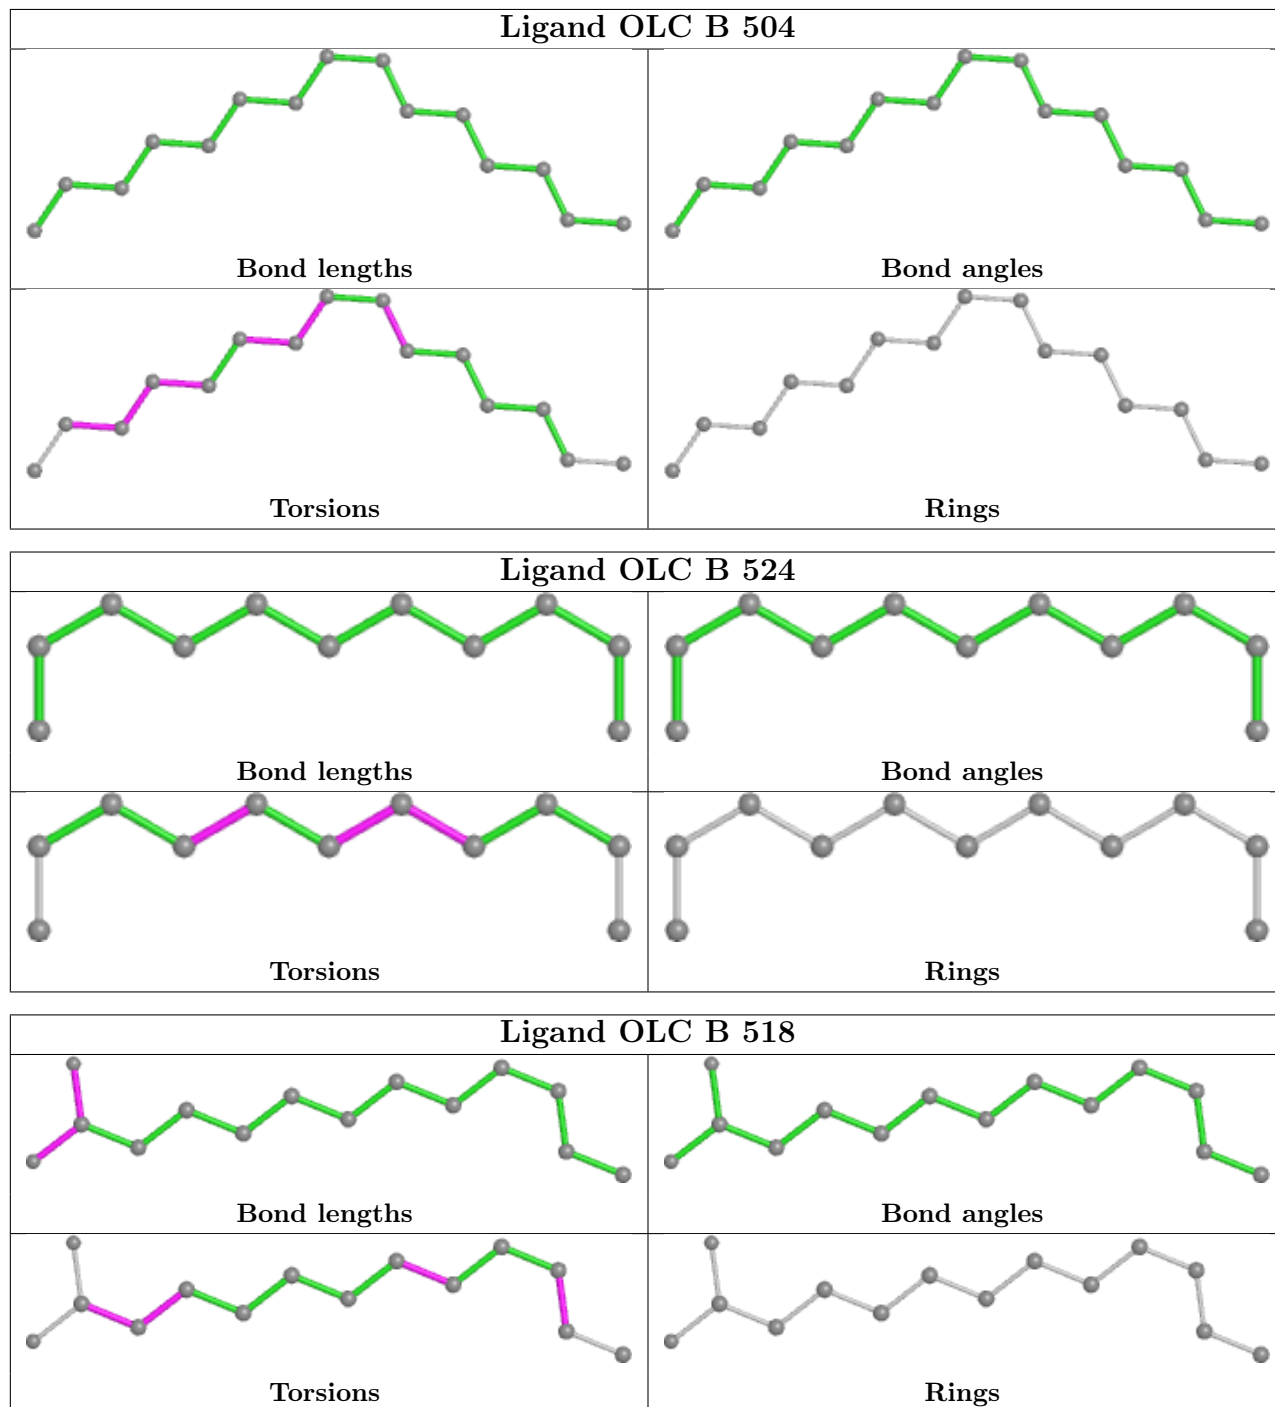 Ligand OLC B 504
Bond lengths
Bond angles
Torsions
Rings
Ligand OLC B 524
Bond lengths
Bond angles
Torsions
Rings
Ligand OLC B 518
Bond lengths
Bond angles
Torsions
Rings